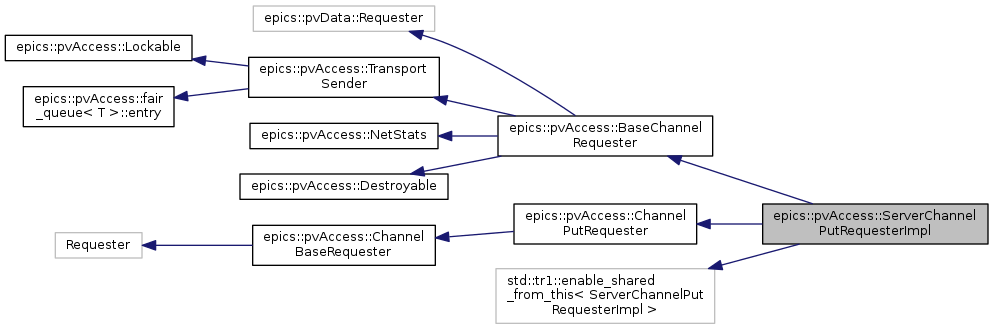 epics::pvData::Requester
epics::pvAccess::Lockable
epics::pvAccess::Transport
Sender
epics::pvAccess::fair
_queue< T >::entry
epics::pvAccess::BaseChannel
Requester
epics::pvAccess::NetStats
epics::pvAccess::Destroyable
epics::pvAccess::ServerChannel
PutRequesterImpl
epics::pvAccess::Channel
PutRequester
Requester
epics::pvAccess::Channel
BaseRequester
std::tr1::enable_shared
_from_this< ServerChannelPut
RequesterImpl >